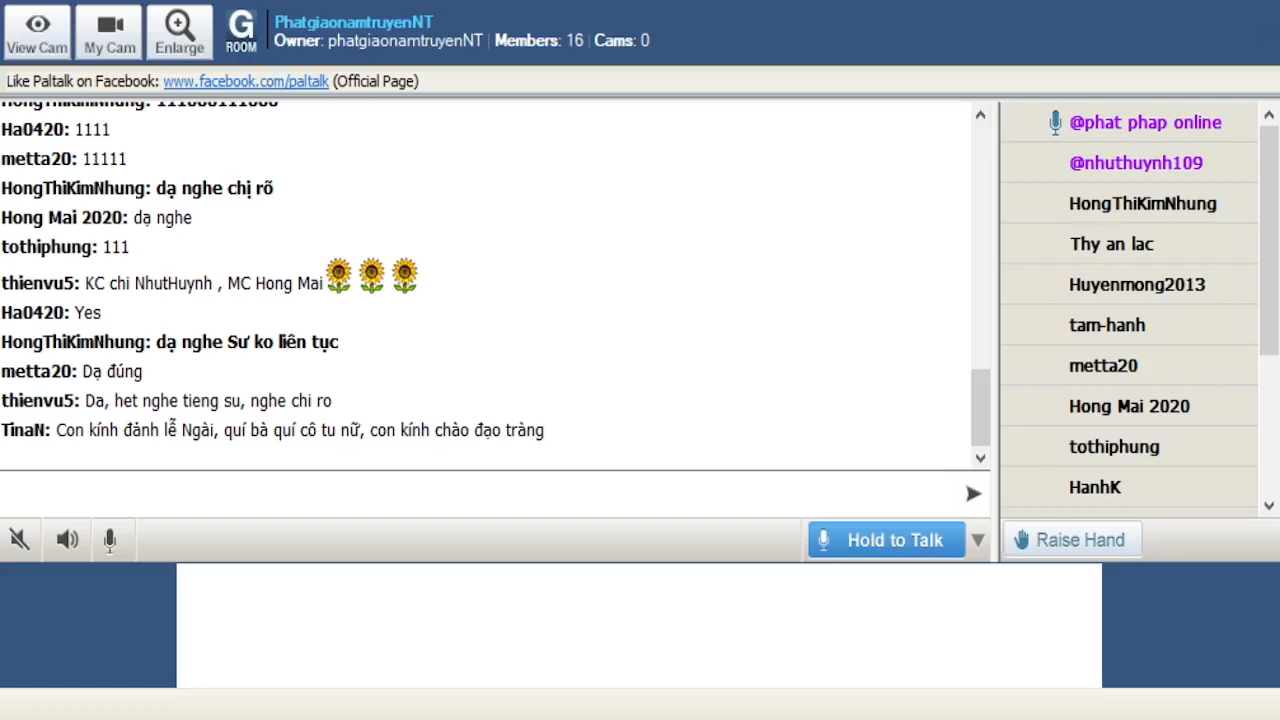 View Cam
My Cam
Enlarge
G
ROOM
PhatgiaonamtruyenNT
Owner: phatgiaonamtruyenNT | Members: 16 | Cams: 0
Like Paltalk on Facebook: www.facebook.com/paltalk (Official Page)
HongThiKimNhung: 111000111000
Ha0420: 1111
metta20: 11111
HongThiKimNhung: dạ nghe chị rõ
Hong Mai 2020: dạ nghe
tothiphung: 111
thienvu5: KC chi NhutHuynh , MC Hong Mai
Ha0420: Yes
HongThiKimNhung: dạ nghe Sư ko liên tục
metta20: Dạ đúng
thienvu5: Da, het nghe tieng su, nghe chi ro
TinaN: Con kính đảnh lễ Ngài, quí bà quí cô tu nữ, con kính chào đạo tràng
@phat phap online
@nhuthuynh109
HongThiKimNhung
Thy an lac
Huyenmong2013
tam-hanh
metta20
Hong Mai 2020
tothiphung
HanhK
Hold to Talk
Raise Hand